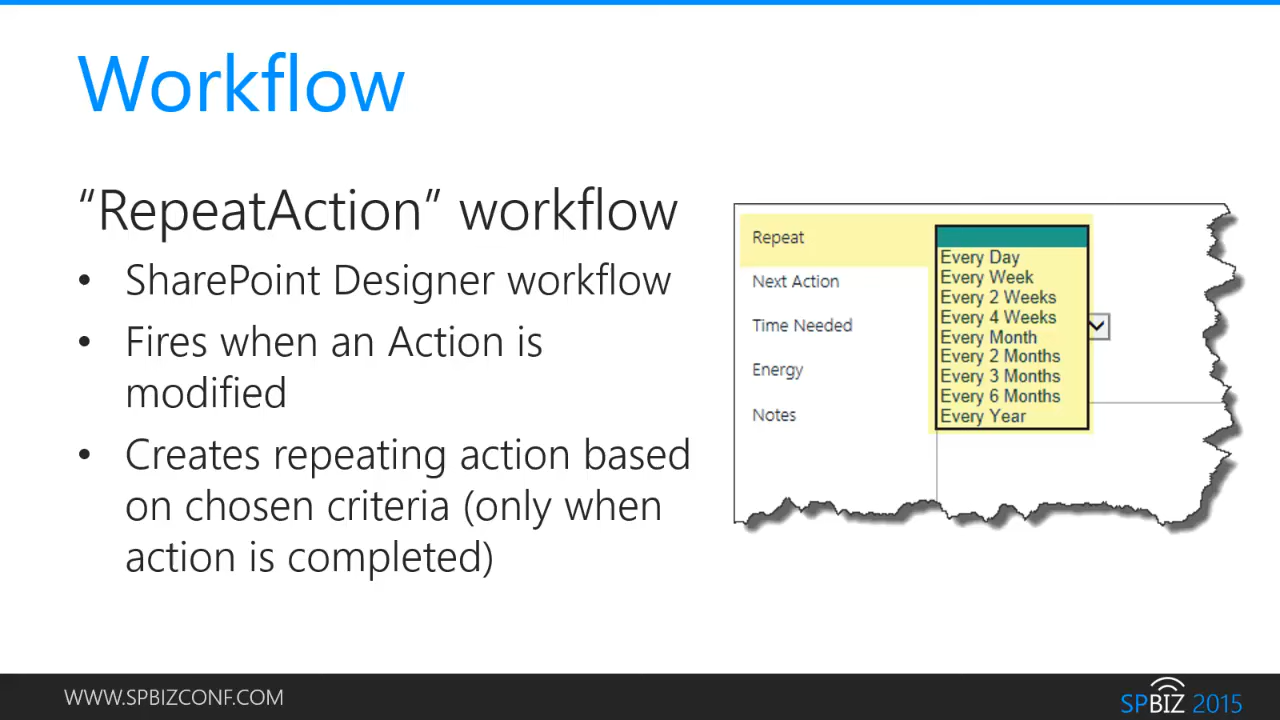 Workflow
“RepeatAction” workflow
• SharePoint Designer workflow
• Fires when an Action is
modified
• Creates repeating action based
on chosen criteria (only when
action is completed)
Repeat
Next Action
Time Needed
Energy
Notes
Every Day
Every Week
Every 2 Weeks
Every 4 Weeks
Every Month
Every 2 Months
Every 3 Months
Every 6 Months
Every Year
WWW.SPBIZCONF.COM
SPBIZ 2015